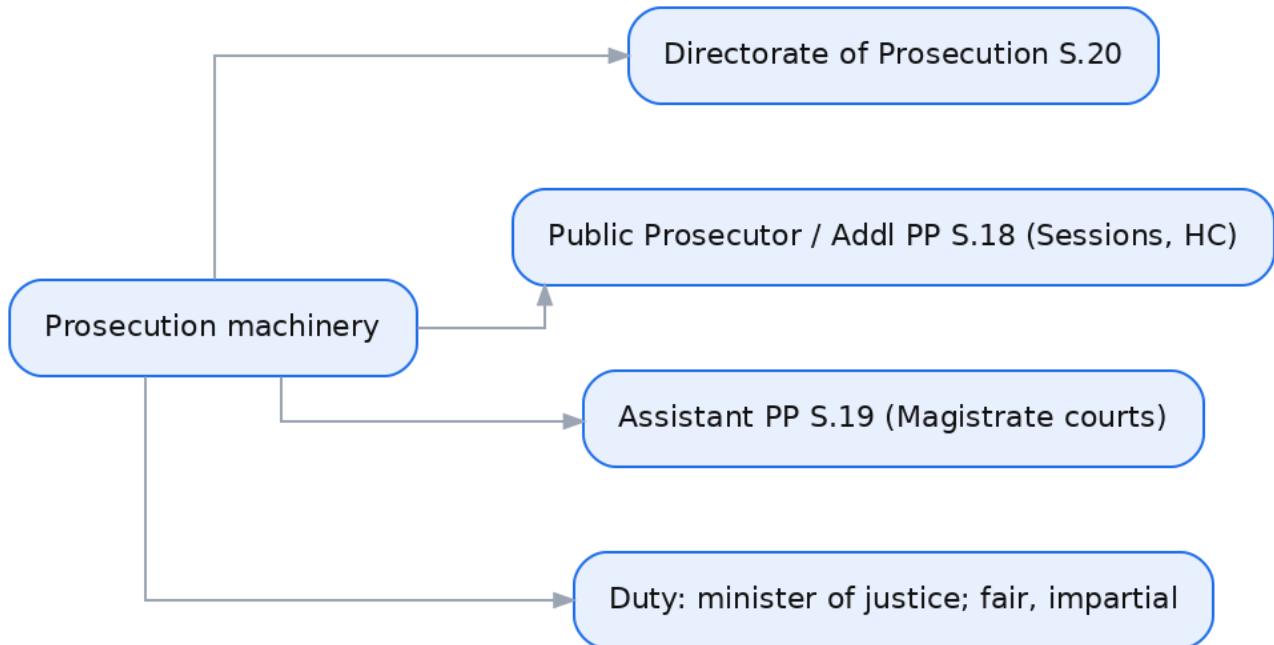 Directorate of Prosecution S.20
Public Prosecutor / Addl PP S.18 (Sessions, HC)
Prosecution machinery
Assistant PP S.19 (Magistrate courts)
Duty: minister of justice; fair, impartial